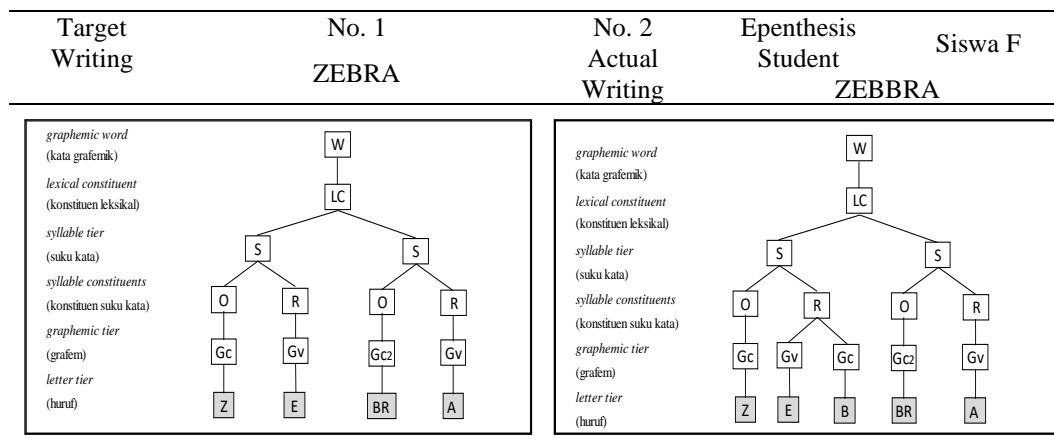 Target Writing
No. 1
ZEBRA
No. 2
Actual Writing
Epenthesis Student
Siswa F
ZEBBRA
graphemic word
(kata grafemik)
lexical constituent
(konstituen leksikal)
syllable tier
(suku kata)
syllable constituents
(konstituen suku kata)
graphemic tier
(grafem)
letter tier
(huruf)
W
LC
S S
O R O R
Gc Gv Gc2 Gv
Z E BR A
graphemic word
(kata grafemik)
lexical constituent
(konstituen leksikal)
syllable tier
(suku kata)
syllable constituents
(konstituen suku kata)
graphemic tier
(grafem)
letter tier
(huruf)
W
LC
S S
O R O R
Gc Gv Gc Gc2 Gv
Z E B BR A